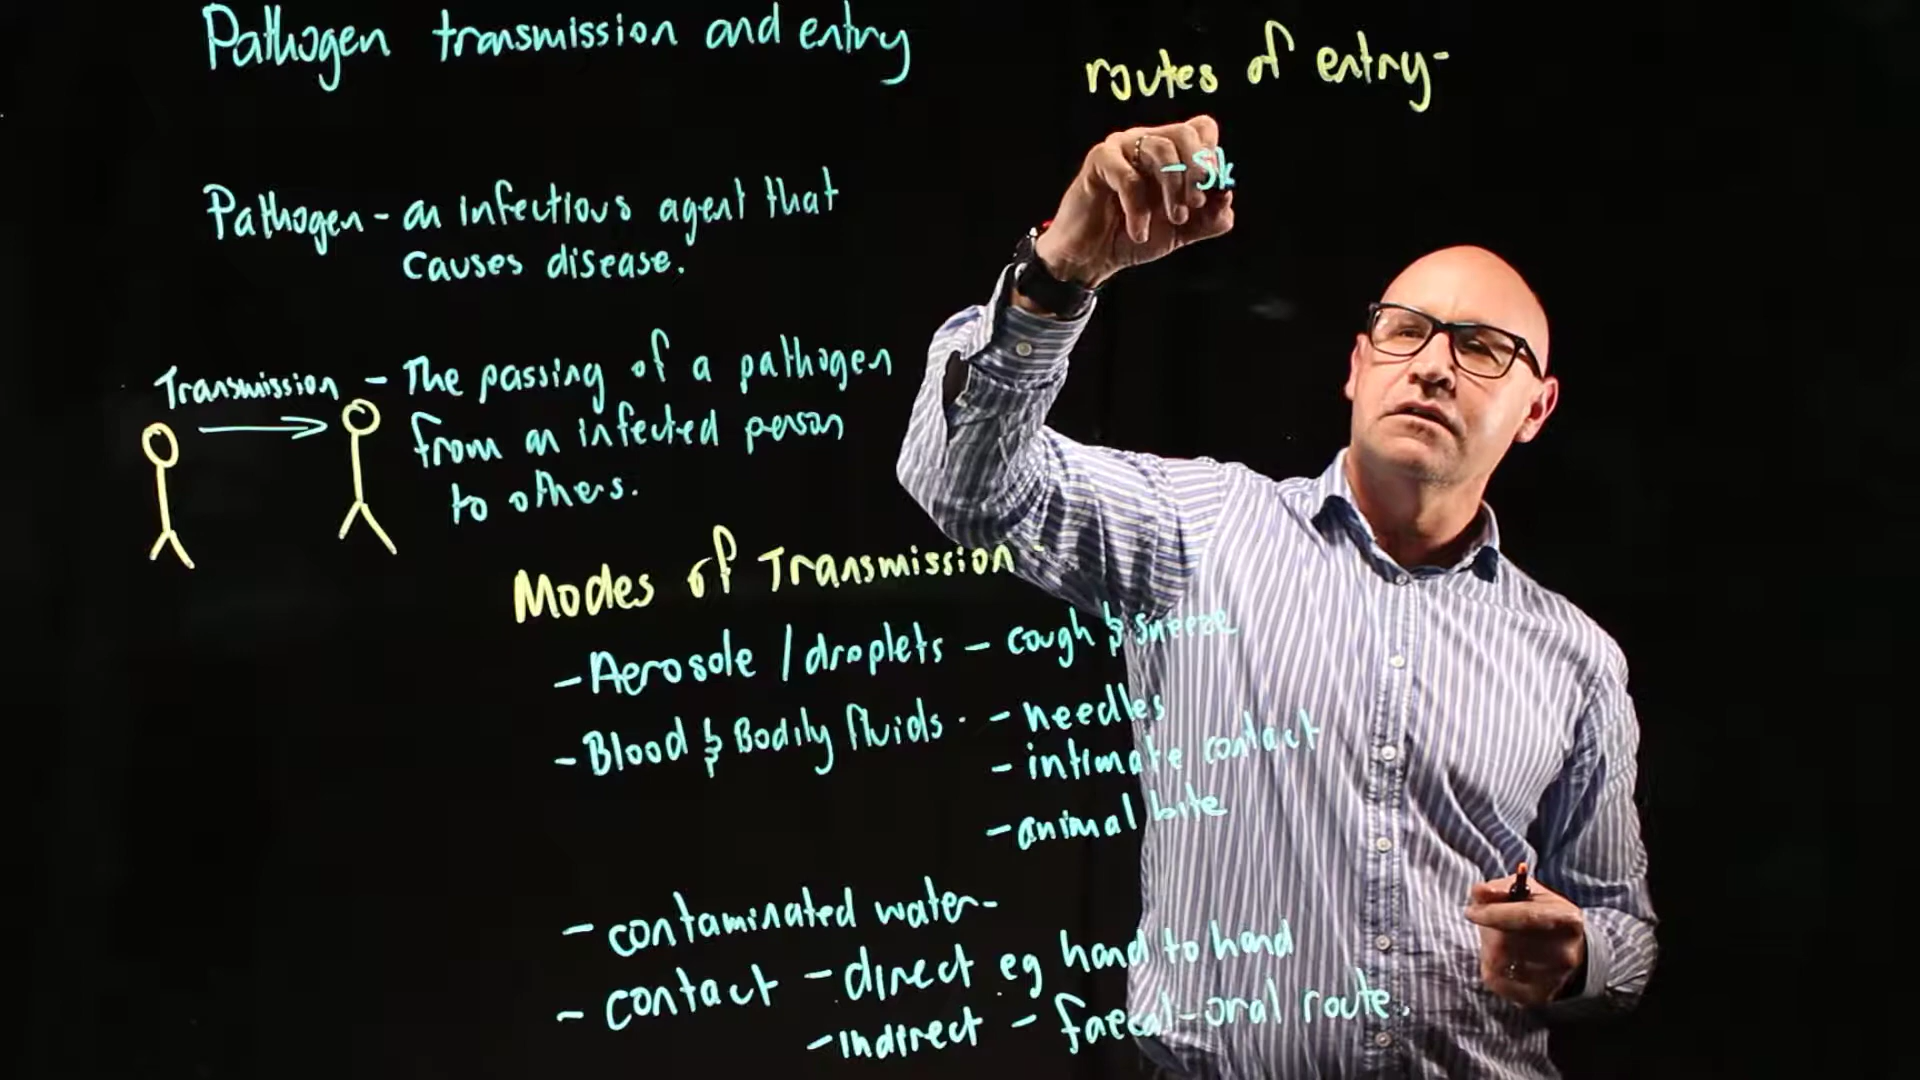 Pathogen transmission and entry
Pathogen - an infectious agent that
causes disease.
Transmission - The passing of a pathogen
from an infected person
to others.
Modes of Transmission -
- Aerosole / droplets - cough & sneeze
- Blood & Bodily fluids - needles
- intimate contact
- animal bite
- contaminated water -
- contact - direct eg hand to hand
- indirect - faecal-oral route.
routes of entry -
- Sk